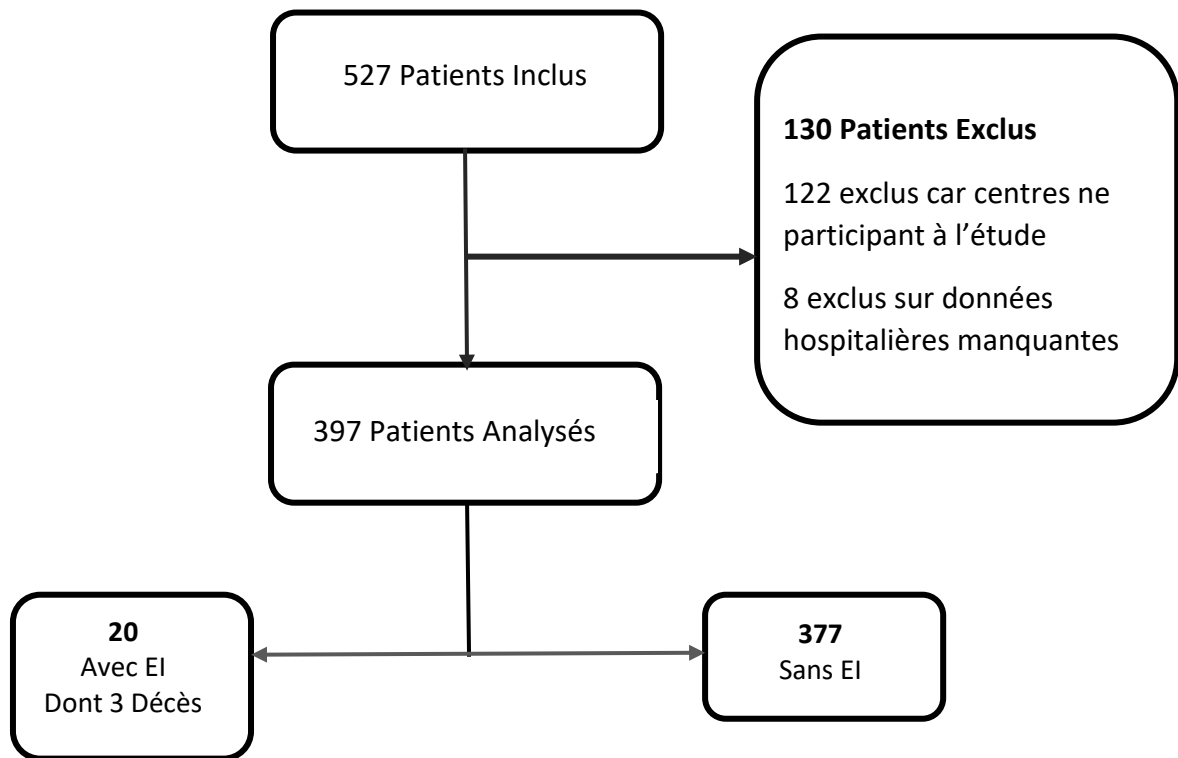 527 Patients Inclus
130 Patients Exclus
122 exclus car centres ne
participant à l’étude
8 exclus sur données
hospitalières manquantes
397 Patients Analysés
20
Avec EI
Dont 3 Décès
377
Sans EI